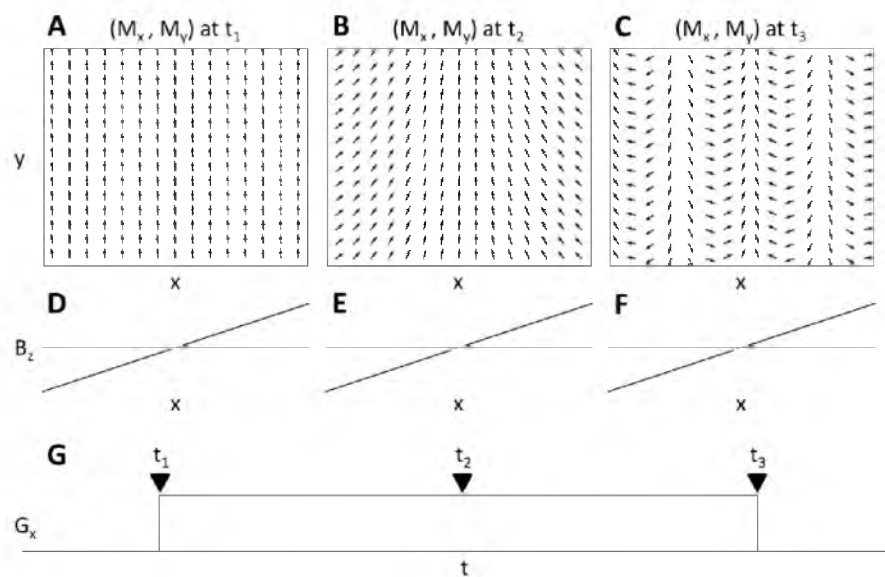 A (Mx , My) at t1 B (Mx , My) at t2 C (Mx , My) at t3
y
x x x
D E F
Bz
x x x
G t1 t2 t3
Gx
t